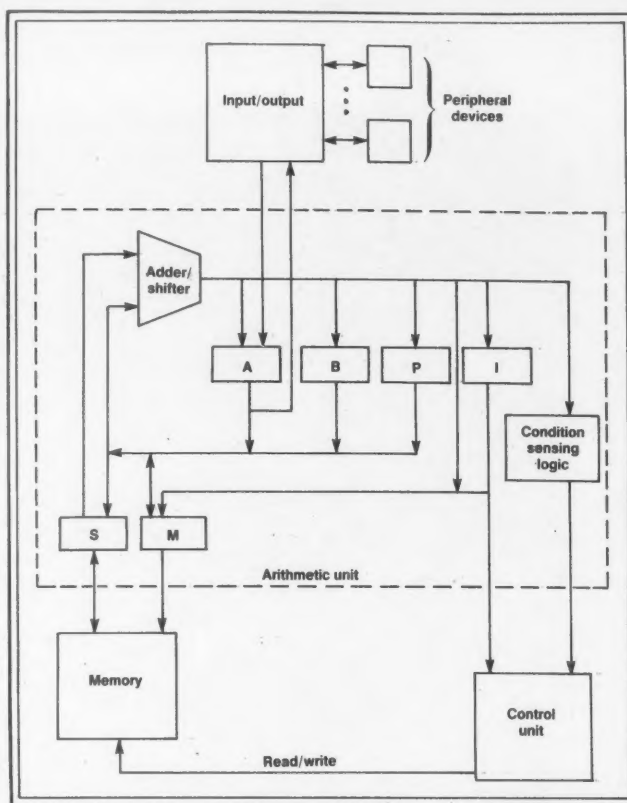 Input/output
Peripheral
devices
Adder/
shifter
A
B
P
I
Condition
sensing
logic
S
M
Arithmetic unit
Memory
Control
unit
Read/write